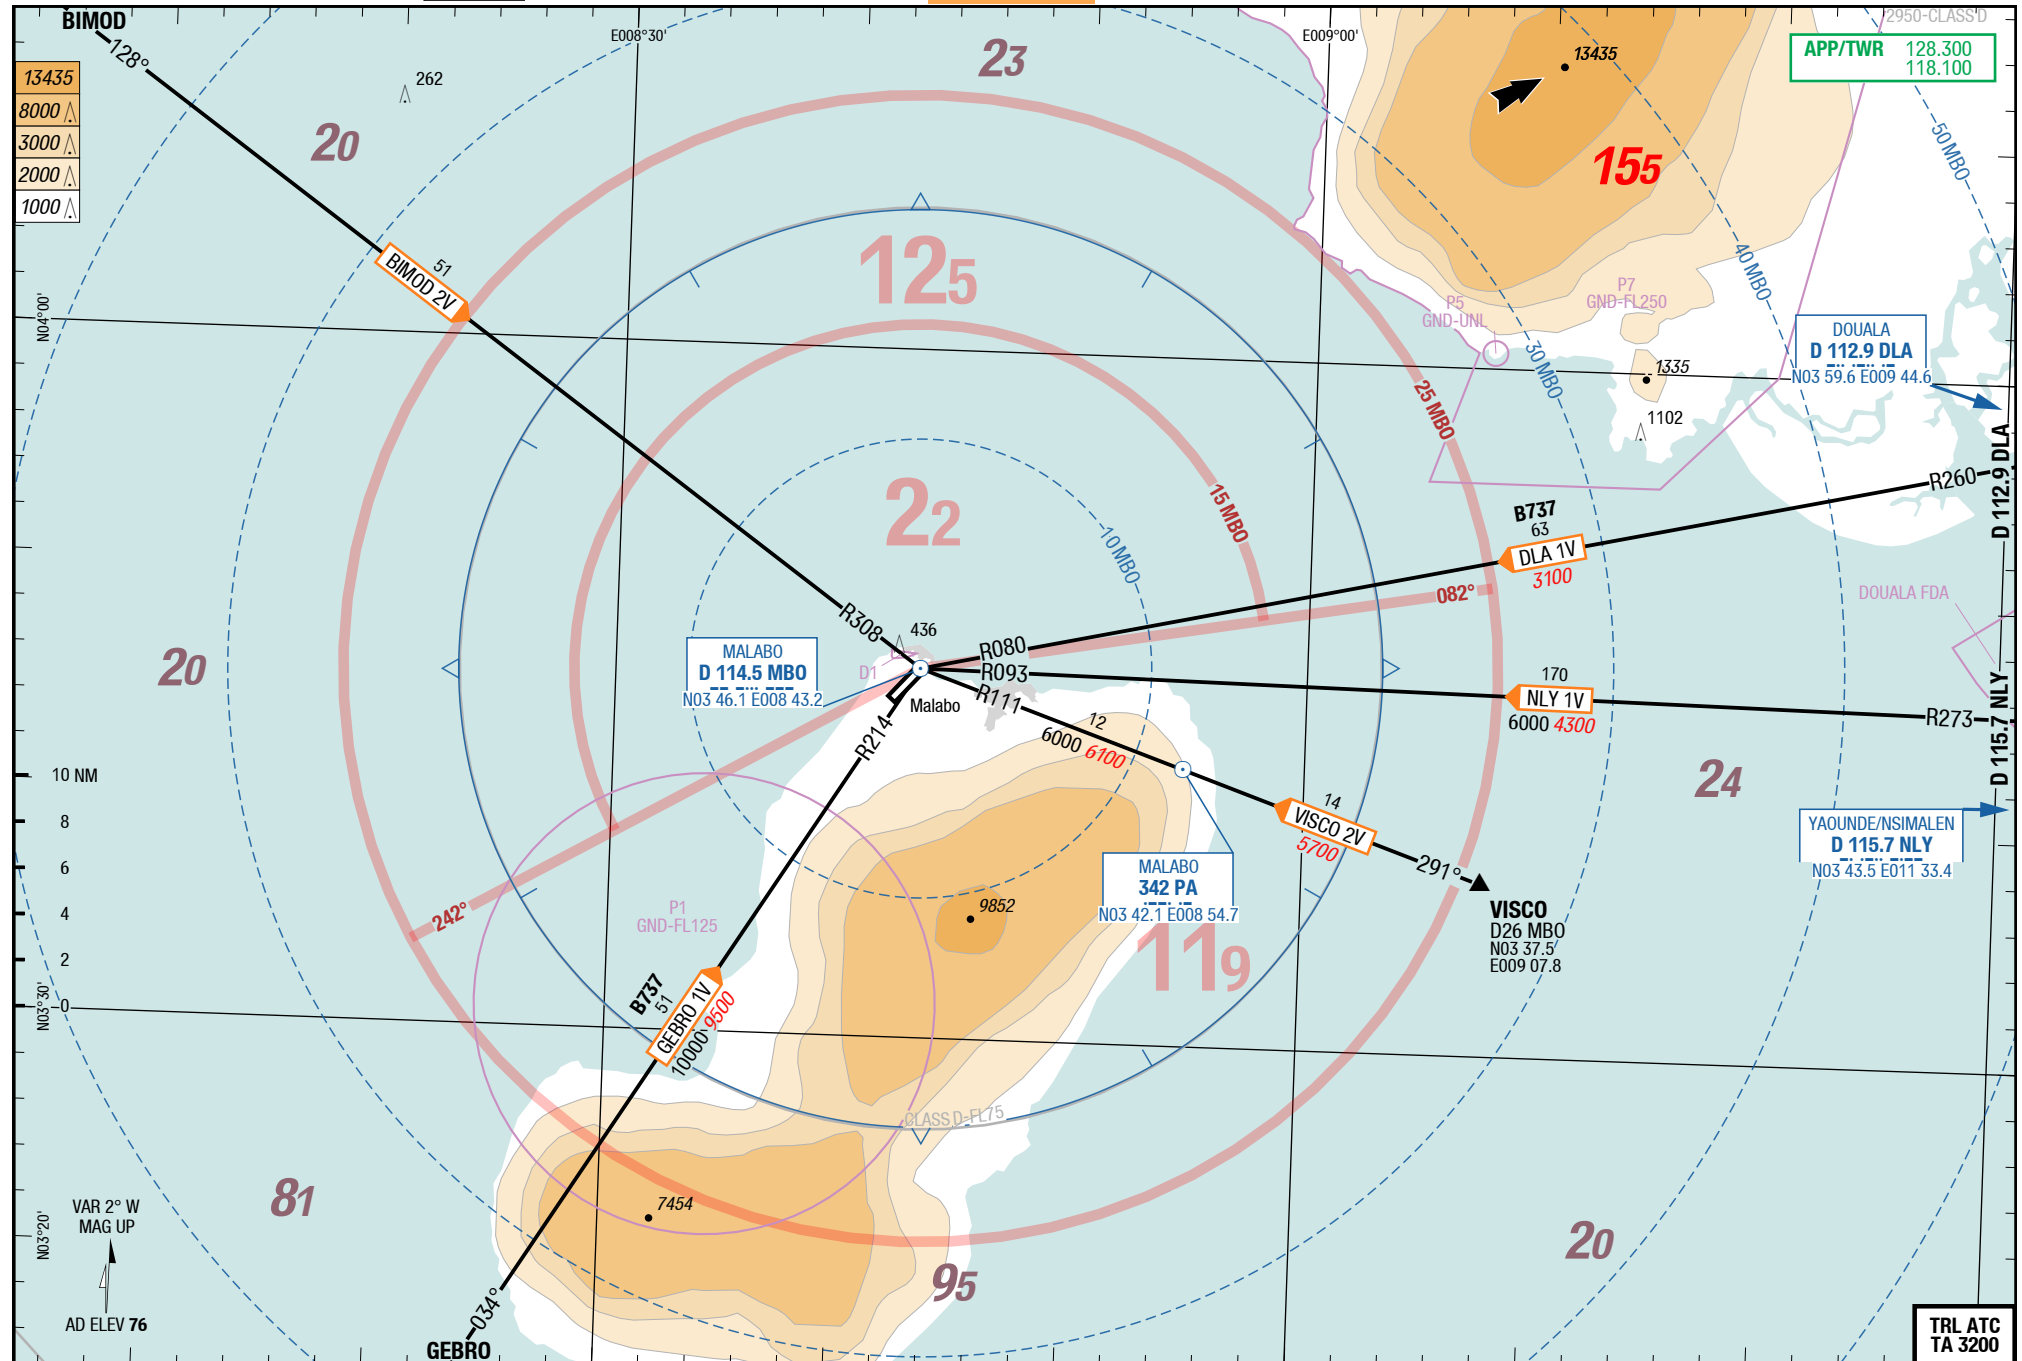 BIMOD
128°
E008°30'
E009°00'
23
2950-CLASS D
APP/TWR 128.300
118.100
13435
8000
3000
2000
1000
262
20
13435
155
50 MBO
51
BIMOD 2V
125
40 MBO
P7
GND-FL250
P5
GND-UNL
N04°00'
30 MBO
DOUALA
D 112.9 DLA
N03 59.6 E009 44.6
1335
1102
25 MBO
22
15 MBO
10 MBO
D 112.9 DLA
R260
B737
63
DLA 1V
3100
082°
DOUALA FDA
R308
436
D1
MALABO
D 114.5 MBO
N03 46.1 E008 43.2
R080
R093
R111
Malabo
R214
20
170
NLY 1V
6000 4300
R273
D 115.7 NLY
12
6000 6100
24
10 NM
8
6
4
2
0
14
VISCO 2V
5700
291°
VISCO
D26 MBO
N03 37.5
E009 07.8
YAOUNDE/NSIMALEN
D 115.7 NLY
N03 43.5 E011 33.4
MALABO
342 PA
N03 42.1 E008 54.7
9852
119
242°
P1
GND-FL125
B737
51
GEBRO 1V
10000 9500
N03°30'
CLASS D-FL75
81
7454
95
20
VAR 2° W
MAG UP
N03°20'
AD ELEV 76
034°
GEBRO
TRL ATC
TA 3200